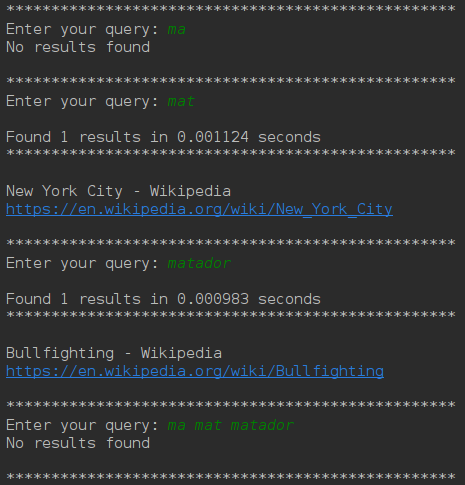 **************************************************
Enter your query: ma
No results found
**************************************************
Enter your query: mat
Found 1 results in 0.001124 seconds
**************************************************
New York City - Wikipedia
https://en.wikipedia.org/wiki/New_York_City
**************************************************
Enter your query: matador
Found 1 results in 0.000983 seconds
**************************************************
Bullfighting - Wikipedia
https://en.wikipedia.org/wiki/Bullfighting
**************************************************
Enter your query: ma mat matador
No results found
**************************************************